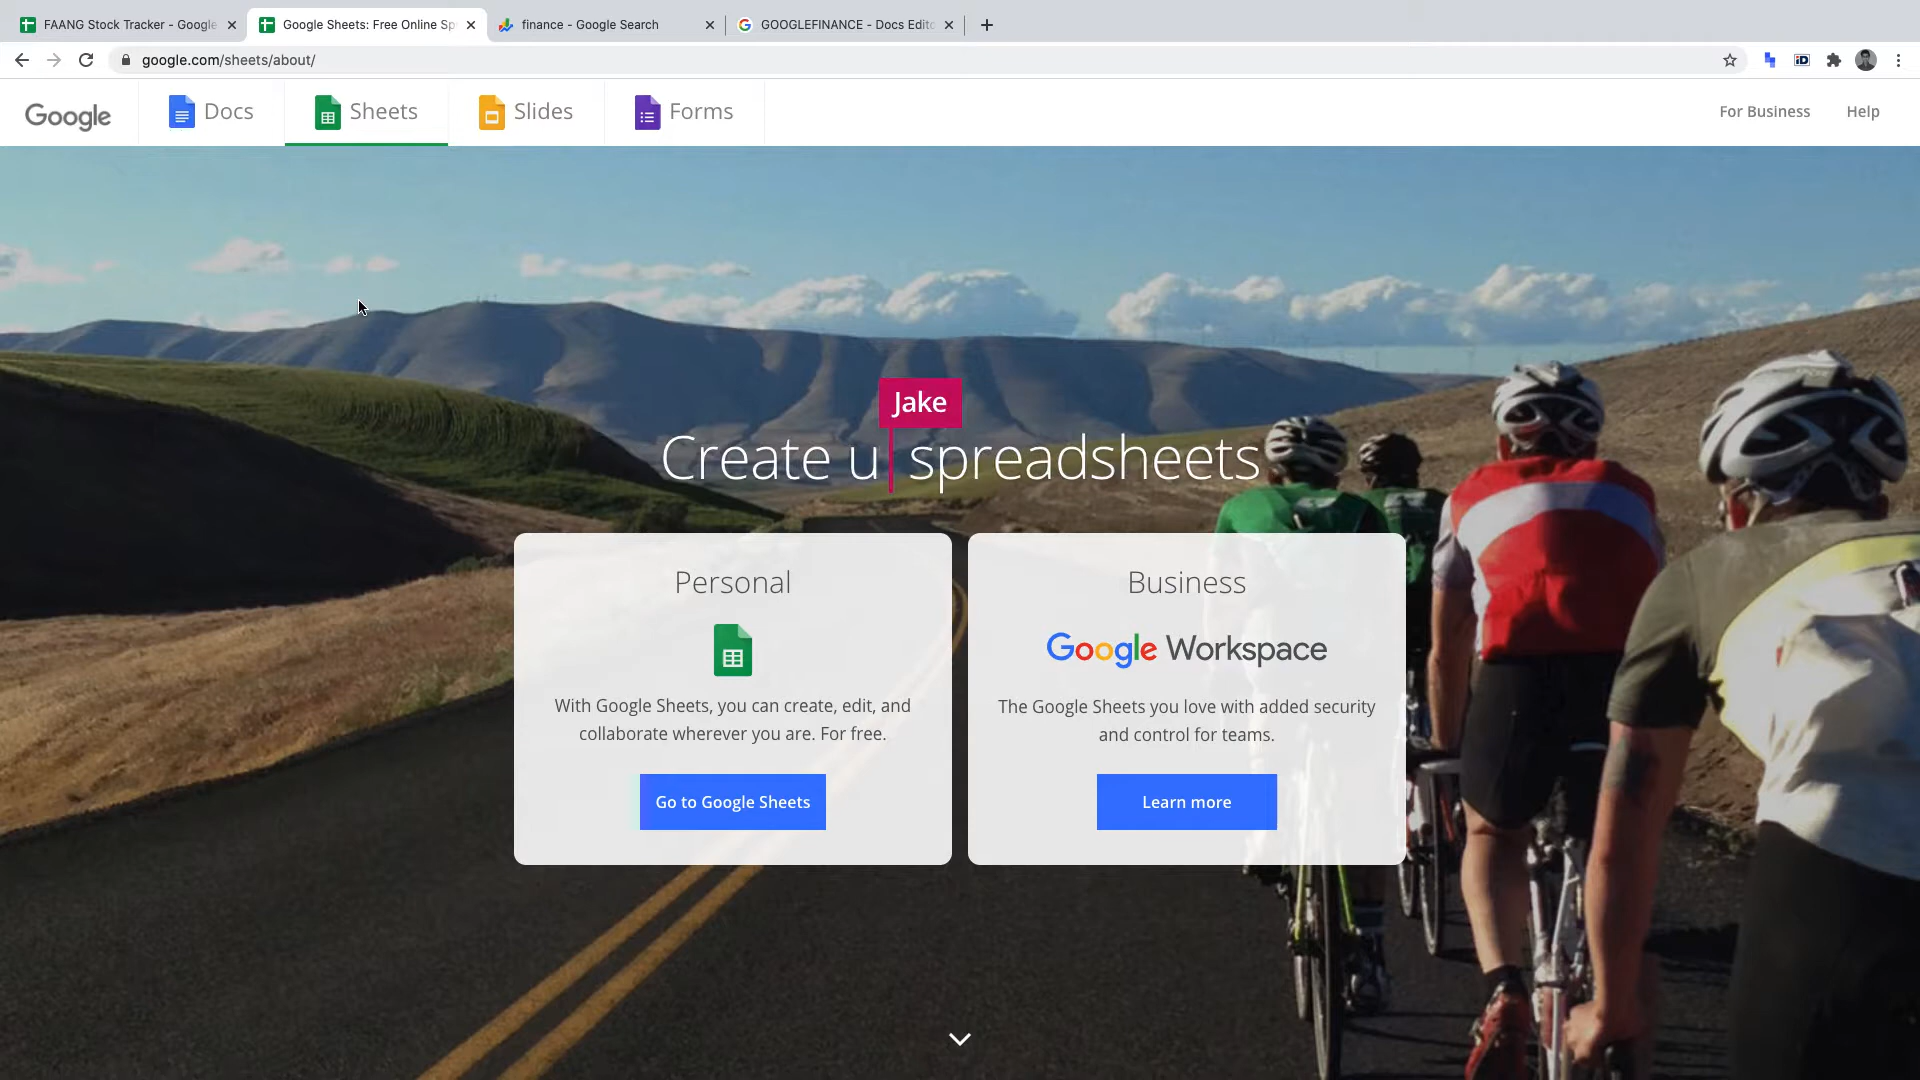 FAANG Stock Tracker - Google
Google Sheets: Free Online Sp
finance - Google Search
GOOGLEFINANCE - Docs Edito
google.com/sheets/about/
iD
Google
Docs
Sheets
Slides
Forms
For Business
Help
Jake
Create u spreadsheets
Personal
With Google Sheets, you can create, edit, and
collaborate wherever you are. For free.
Go to Google Sheets
Business
Google Workspace
The Google Sheets you love with added security
and control for teams.
Learn more